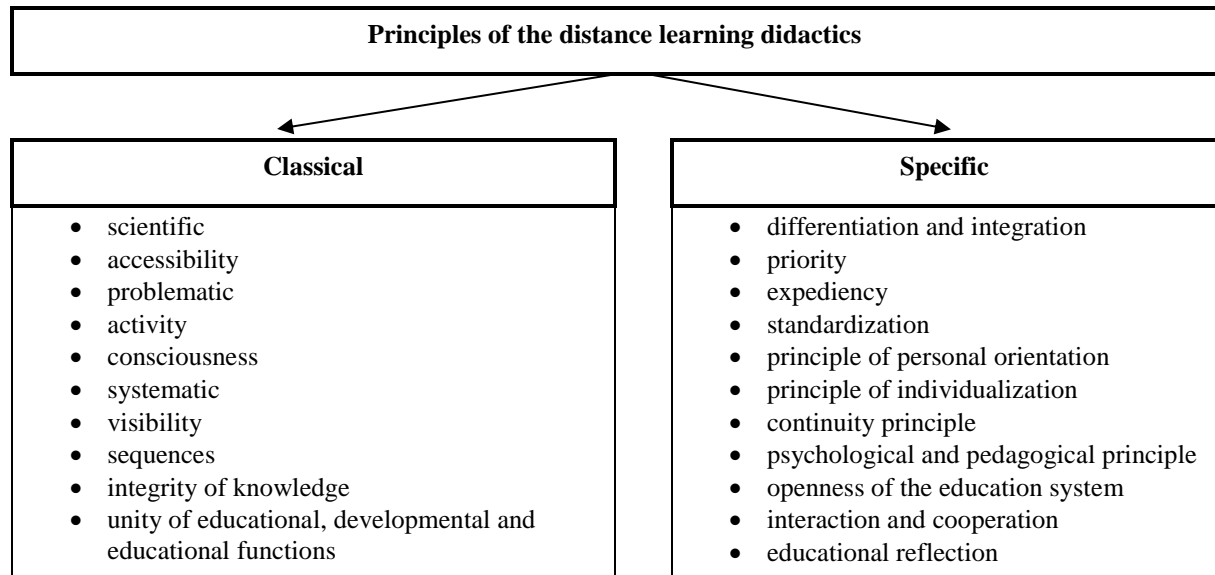 Principles of the distance learning didactics
Classical
• scientific
• accessibility
• problematic
• activity
• consciousness
• systematic
• visibility
• sequences
• integrity of knowledge
• unity of educational, developmental and
educational functions
Specific
• differentiation and integration
• priority
• expediency
• standardization
• principle of personal orientation
• principle of individualization
• continuity principle
• psychological and pedagogical principle
• openness of the education system
• interaction and cooperation
• educational reflection